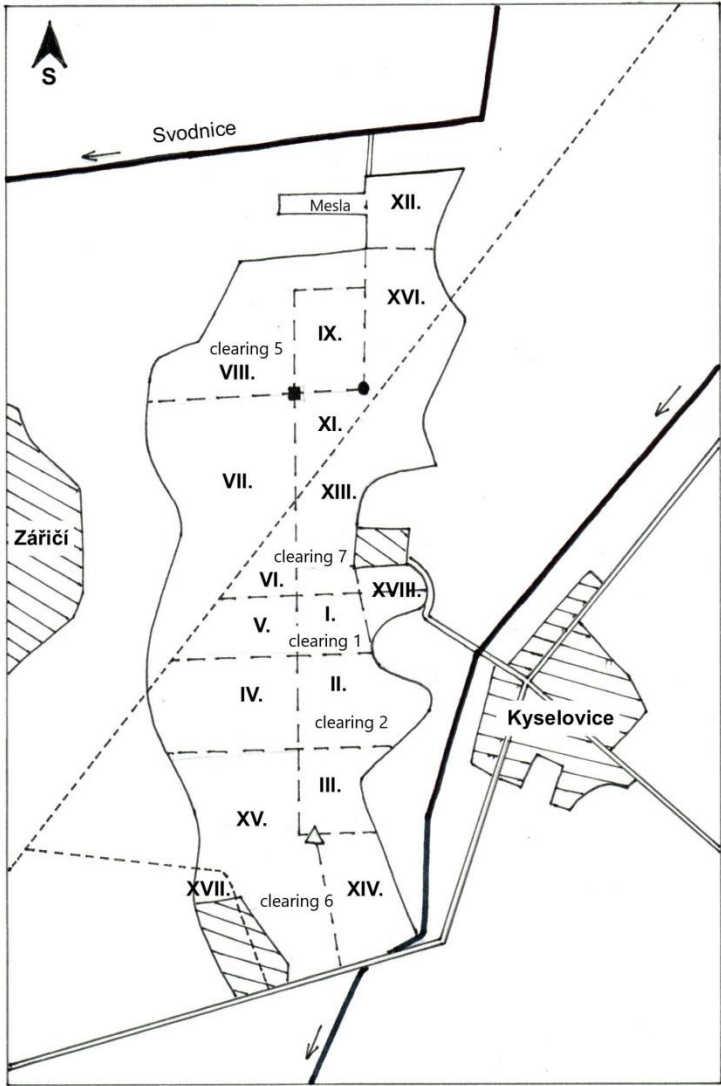 S
Svodnice
Mesla
XII.
XVI.
IX.
clearing 5
VIII.
XI.
VII.
XIII.
Zářičí
clearing 7
VI.
XVIII.
I.
V.
clearing 1
II.
IV.
clearing 2
Kyselovice
III.
XV.
XVII.
clearing 6
XIV.